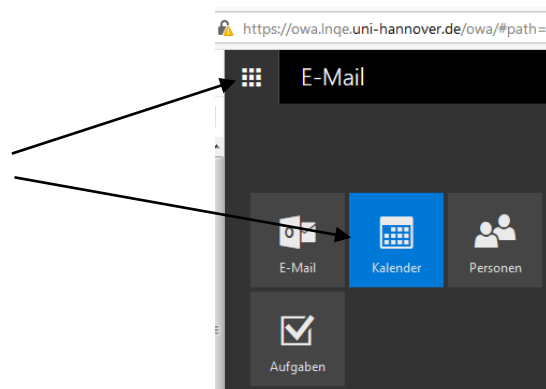 https://owa.lnqe.uni-hannover.de/owa/#path=
E-Mail
E-Mail
Kalender
Personen
Aufgaben